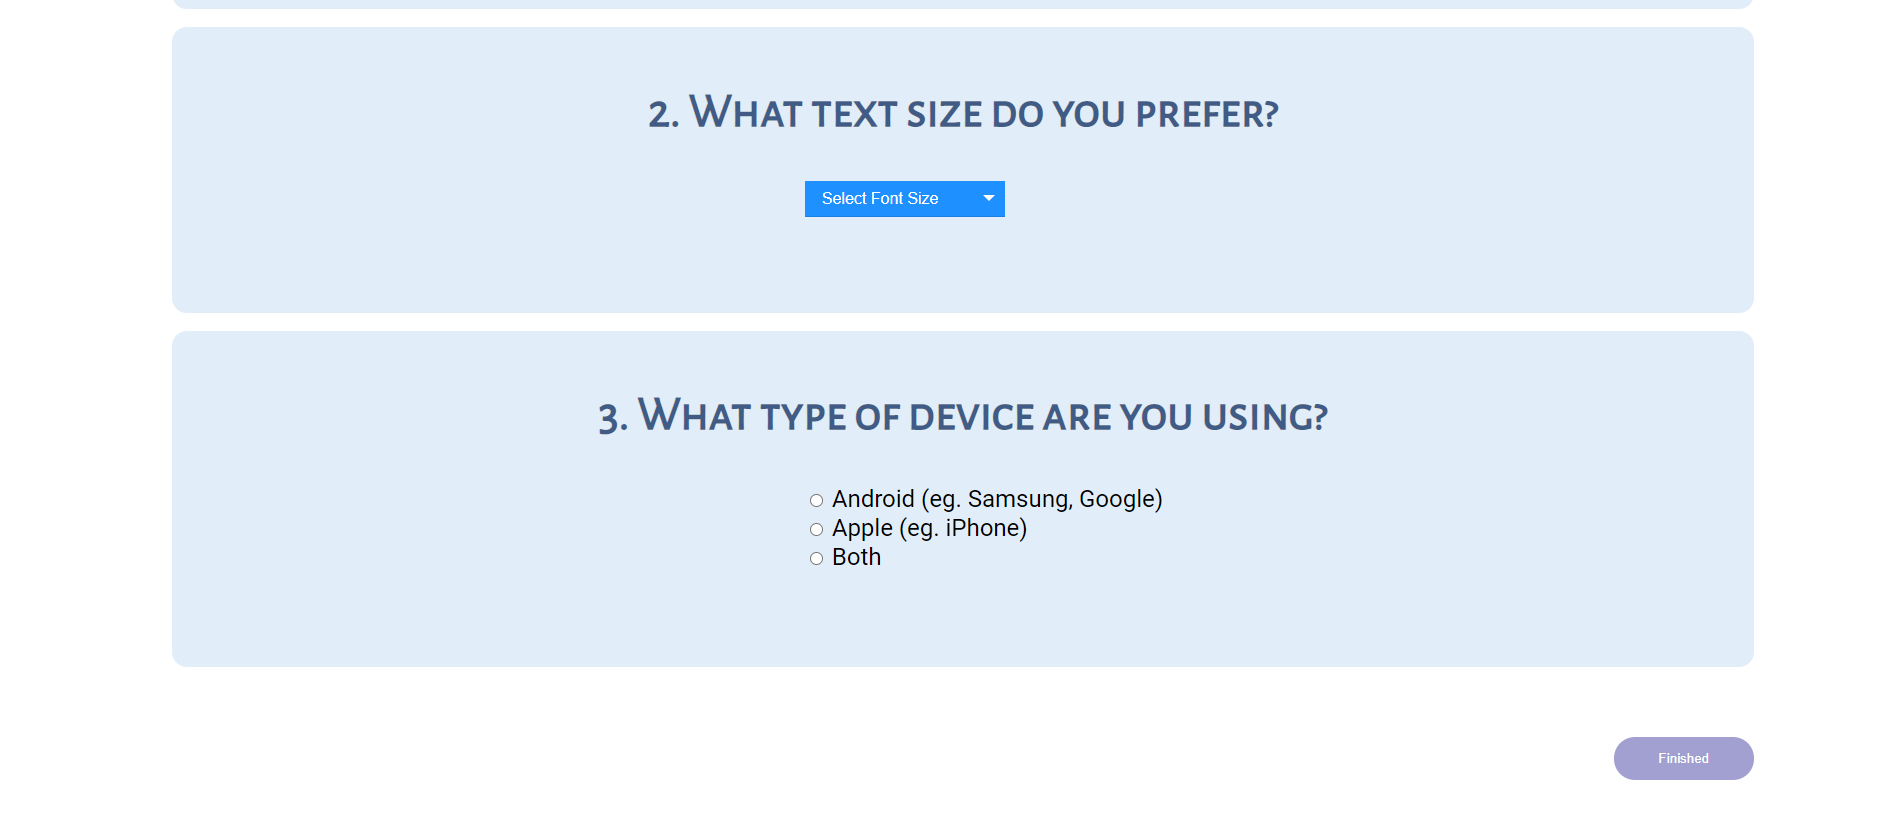 2. What text size do you prefer?
Select Font Size
3. What type of device are you using?
Android (eg. Samsung, Google)
Apple (eg. iPhone)
Both
Finished